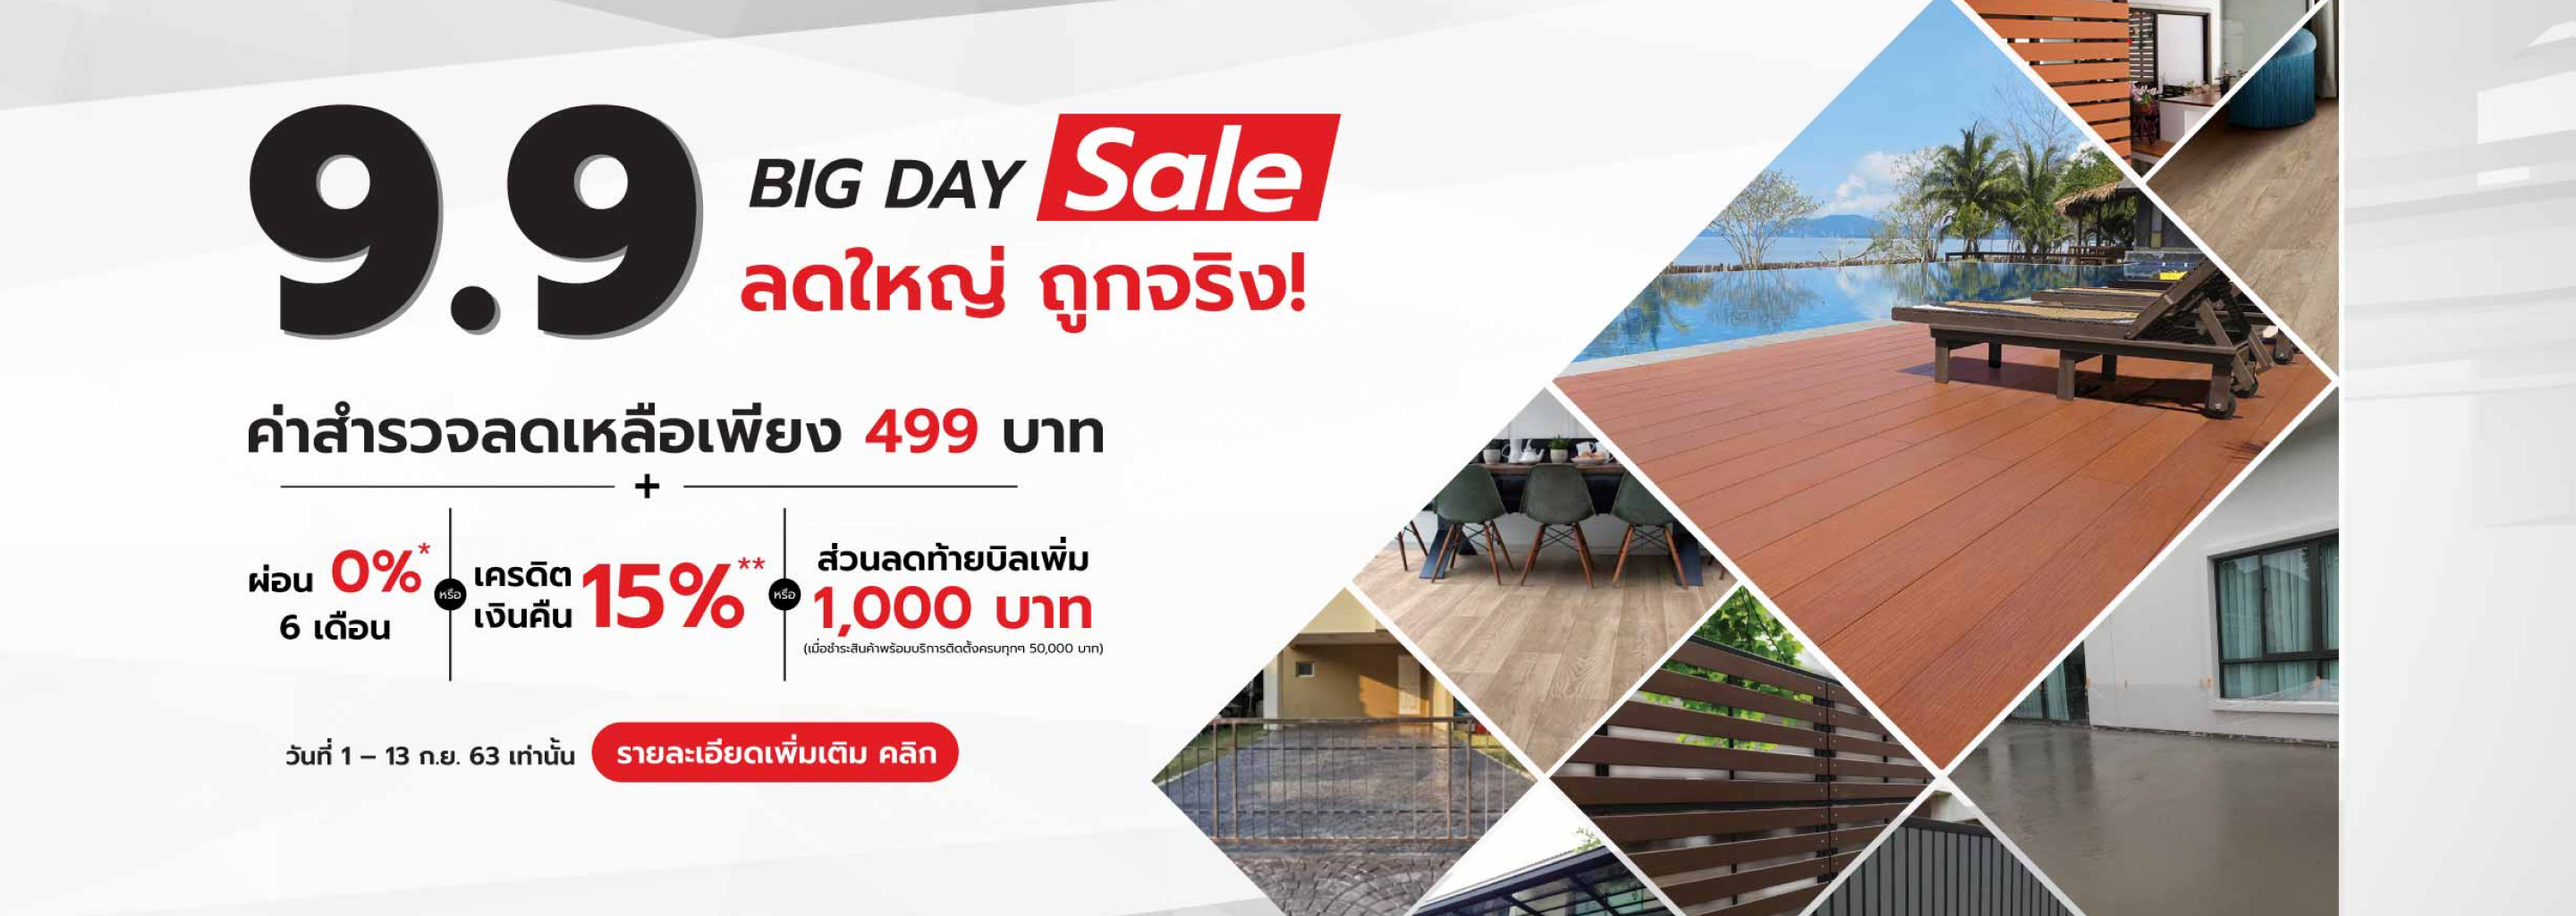 9.9 BIG DAY Sale
ลดใหญ่ ถูกจริง!
ค่าสำรวจลดเหลือเพียง 499 บาท
+
ผ่อน 0%*
6 เดือน
หรือ
เครดิต
เงินคืน 15%**
หรือ
ส่วนลดท้ายบิลเพิ่ม
1,000 บาท
(เมื่อชำระสินค้าพร้อมบริการติดตั้งครบทุกๆ 50,000 บาท)
วันที่ 1 – 13 ก.ย. 63 เท่านั้น
รายละเอียดเพิ่มเติม คลิก